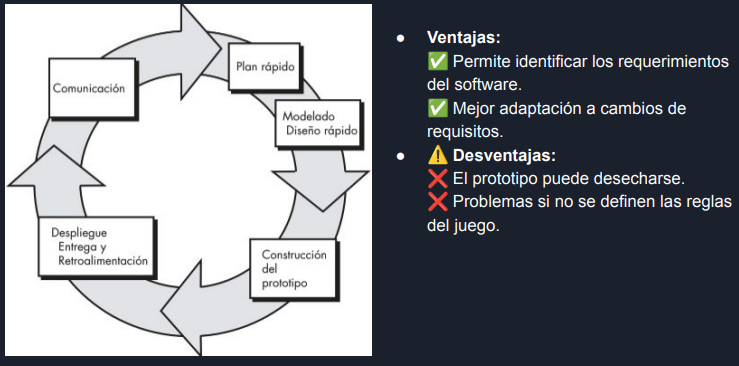 Comunicación
Plan rápido
Modelado
Diseño rápido
Construcción
del
prototipo
Despliegue
Entrega y
Retroalimentación
● Ventajas:
✅ Permite identificar los requerimientos
del software.
✅ Mejor adaptación a cambios de
requisitos.
● ⚠️ Desventajas:
❌ El prototipo puede desecharse.
❌ Problemas si no se definen las reglas
del juego.